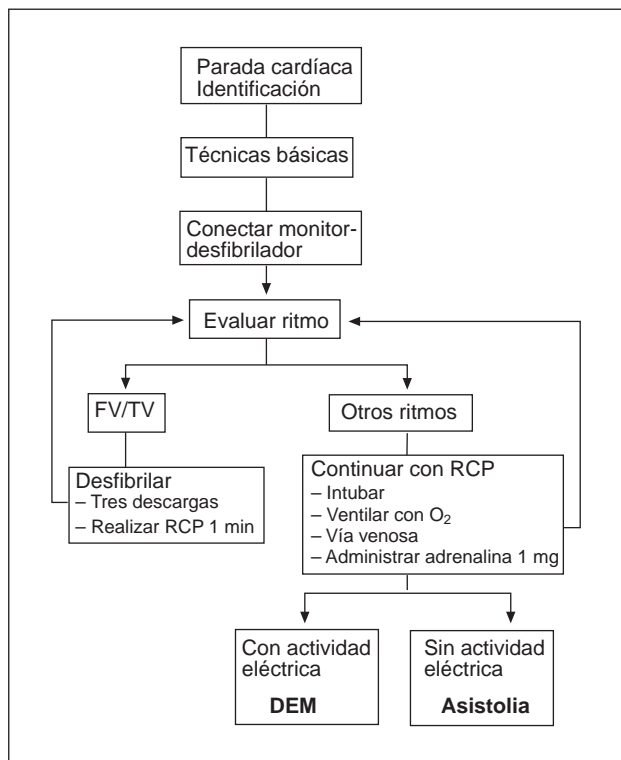 Parada cardíaca
Identificación
Técnicas básicas
Conectar monitor-
desfibrilador
Evaluar ritmo
FV/TV
Otros ritmos
Desfibrilar
– Tres descargas
– Realizar RCP 1 min
Continuar con RCP
– Intubar
– Ventilar con O₂
– Vía venosa
– Administrar adrenalina 1 mg
Con actividad
eléctrica
DEM
Sin actividad
eléctrica
Asistolia